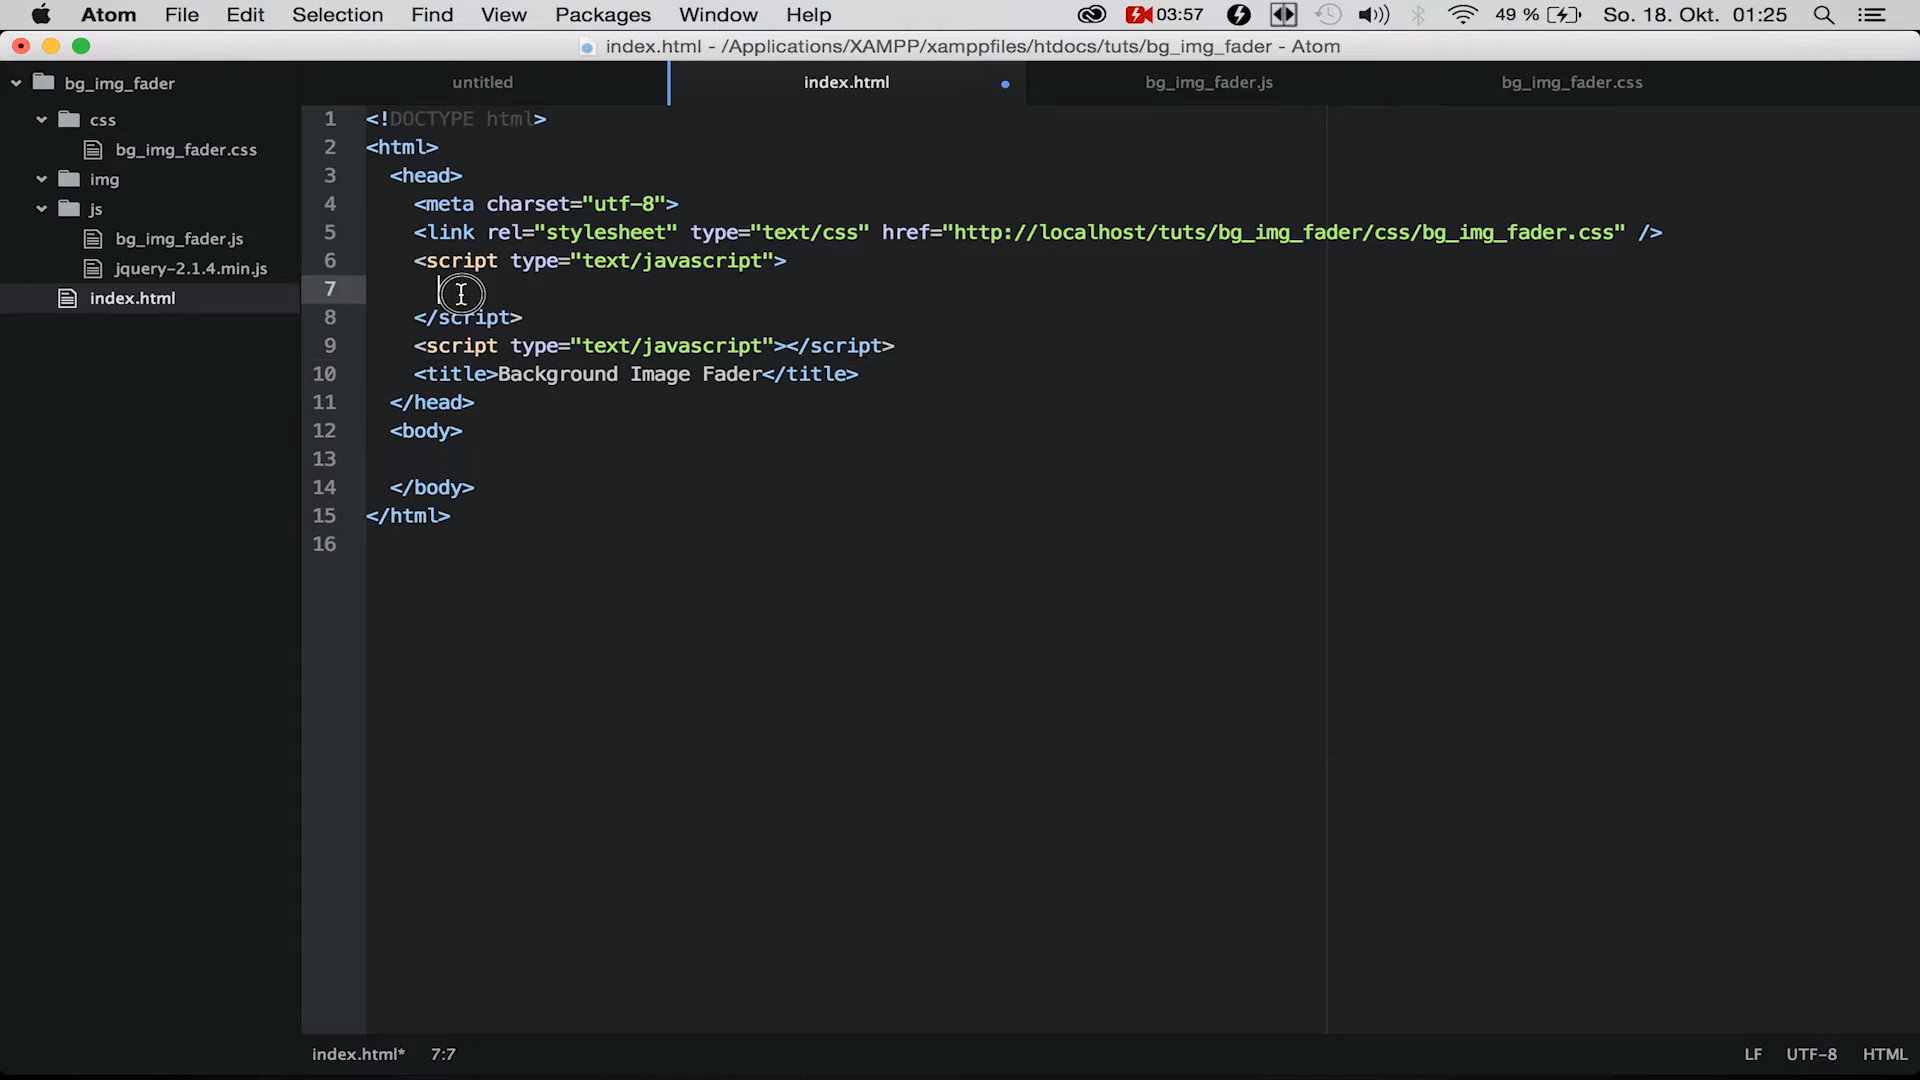 Atom File Edit Selection Find View Packages Window Help 03:57 49 % So. 18. Okt. 01:25
index.html - /Applications/XAMPP/xamppfiles/htdocs/tuts/bg_img_fader - Atom
bg_img_fader
css
bg_img_fader.css
img
js
bg_img_fader.js
jquery-2.1.4.min.js
index.html
untitled index.html bg_img_fader.js bg_img_fader.css
1 <!DOCTYPE html>
2 <html>
3 <head>
4 <meta charset="utf-8">
5 <link rel="stylesheet" type="text/css" href="http://localhost/tuts/bg_img_fader/css/bg_img_fader.css" />
6 <script type="text/javascript">
7
8 </script>
9 <script type="text/javascript"></script>
10 <title>Background Image Fader</title>
11 </head>
12 <body>
13
14 </body>
15 </html>
16
index.html* 7:7 LF UTF-8 HTML